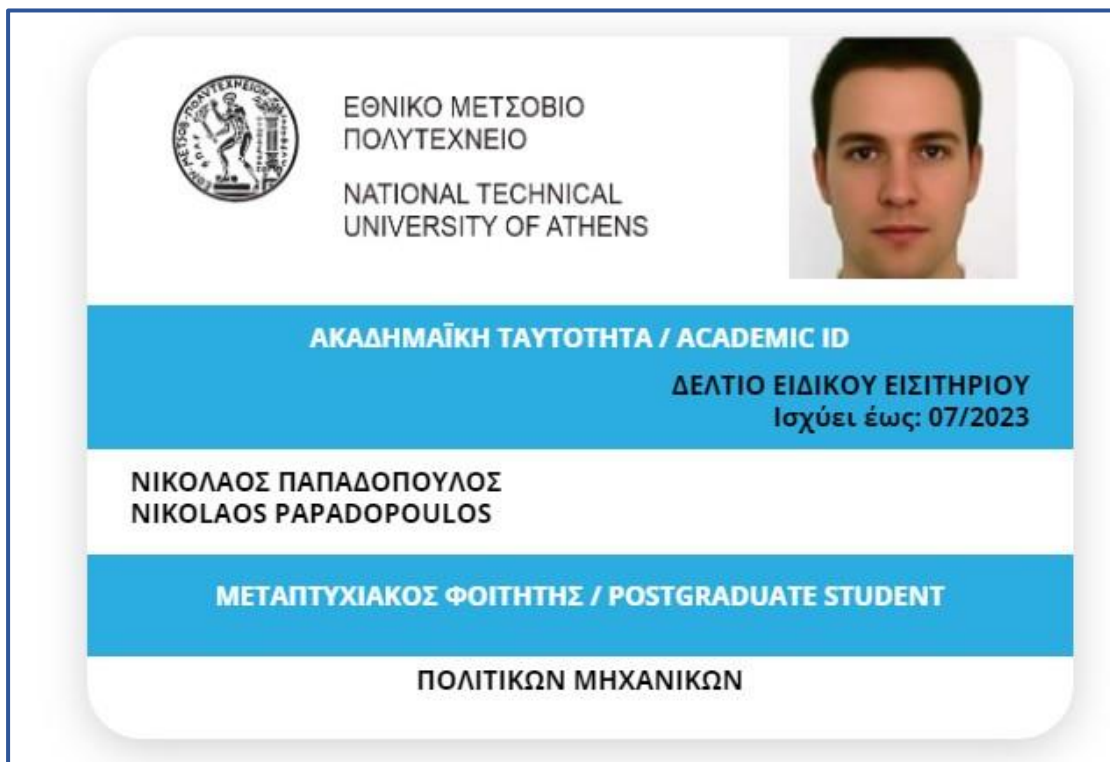 ΕΘΝΙΚΟ ΜΕΤΣΟΒΙΟ
ΠΟΛΥΤΕΧΝΕΙΟ
NATIONAL TECHNICAL
UNIVERSITY OF ATHENS
ΑΚΑΔΗΜΑΪΚΗ ΤΑΥΤΟΤΗΤΑ / ACADEMIC ID
ΔΕΛΤΙΟ ΕΙΔΙΚΟΥ ΕΙΣΙΤΗΡΙΟΥ
Ισχύει έως: 07/2023
ΝΙΚΟΛΑΟΣ ΠΑΠΑΔΟΠΟΥΛΟΣ
NIKOLAOS PAPADOPOULOS
ΜΕΤΑΠΤΥΧΙΑΚΟΣ ΦΟΙΤΗΤΗΣ / POSTGRADUATE STUDENT
ΠΟΛΙΤΙΚΩΝ ΜΗΧΑΝΙΚΩΝ